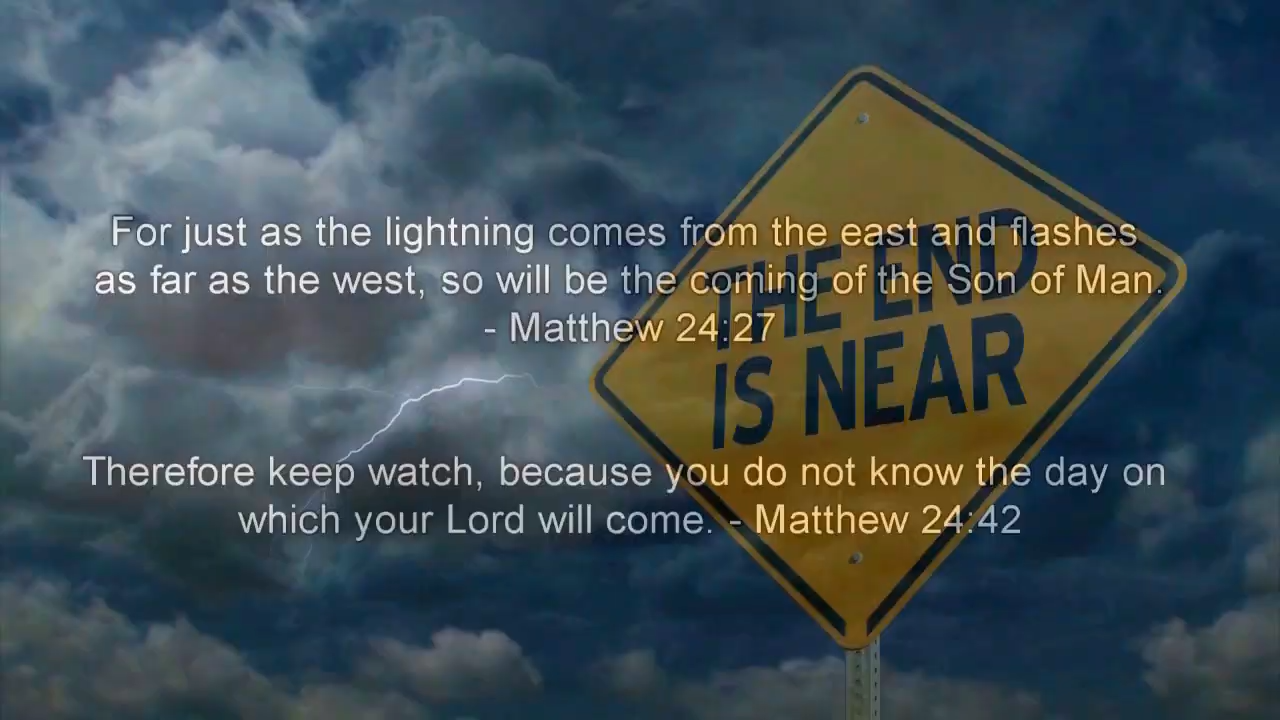 For just as the lightning comes from the east and flashes
as far as the west, so will be the coming of the Son of Man.
- Matthew 24:27
THE END
IS NEAR
Therefore keep watch, because you do not know the day on
which your Lord will come. - Matthew 24:42